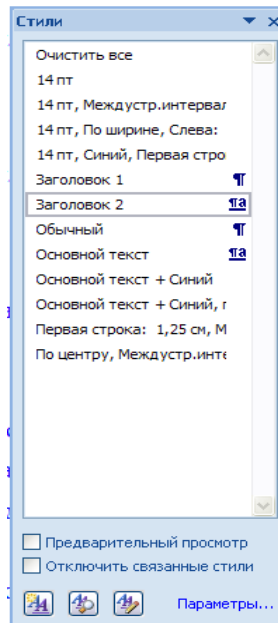 Стили
Очистить все
14 пт
14 пт, Междустр.интервал
14 пт, По ширине, Слева:
14 пт, Синий, Первая стро
Заголовок 1
Заголовок 2
Обычный
Основной текст
Основной текст + Синий
Основной текст + Синий, г
Первая строка: 1,25 см, М
По центру, Междустр.инте
Предварительный просмотр
Отключить связанные стили
Параметры...